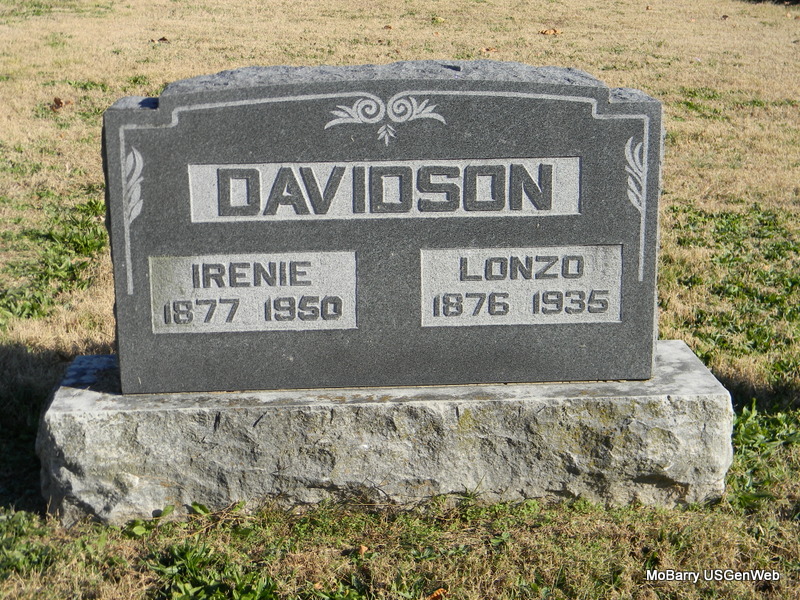 DAVIDSON
IRENIE
1877 1950
LONZO
1876 1935
MoBarry USGenWeb